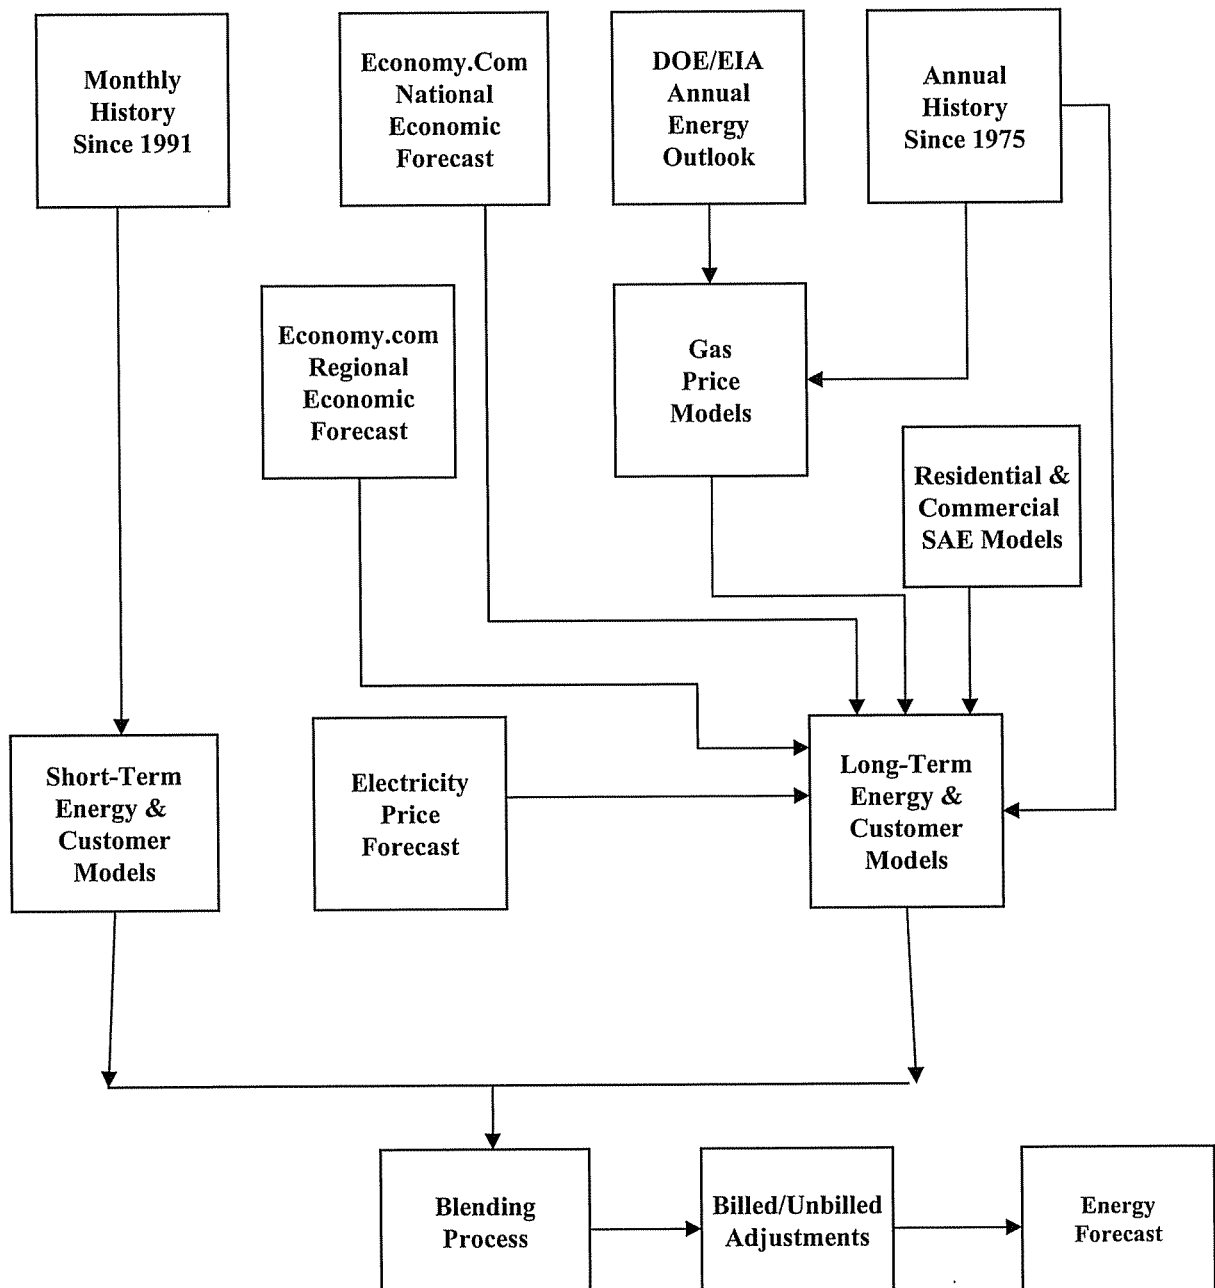 Monthly
History
Since 1991
Economy.Com
National
Economic
Forecast
DOE/EIA
Annual
Energy
Outlook
Annual
History
Since 1975
Economy.com
Regional
Economic
Forecast
Gas
Price
Models
Residential &
Commercial
SAE Models
Short-Term
Energy &
Customer
Models
Electricity
Price
Forecast
Long-Term
Energy &
Customer
Models
Blending
Process
Billed/Unbilled
Adjustments
Energy
Forecast